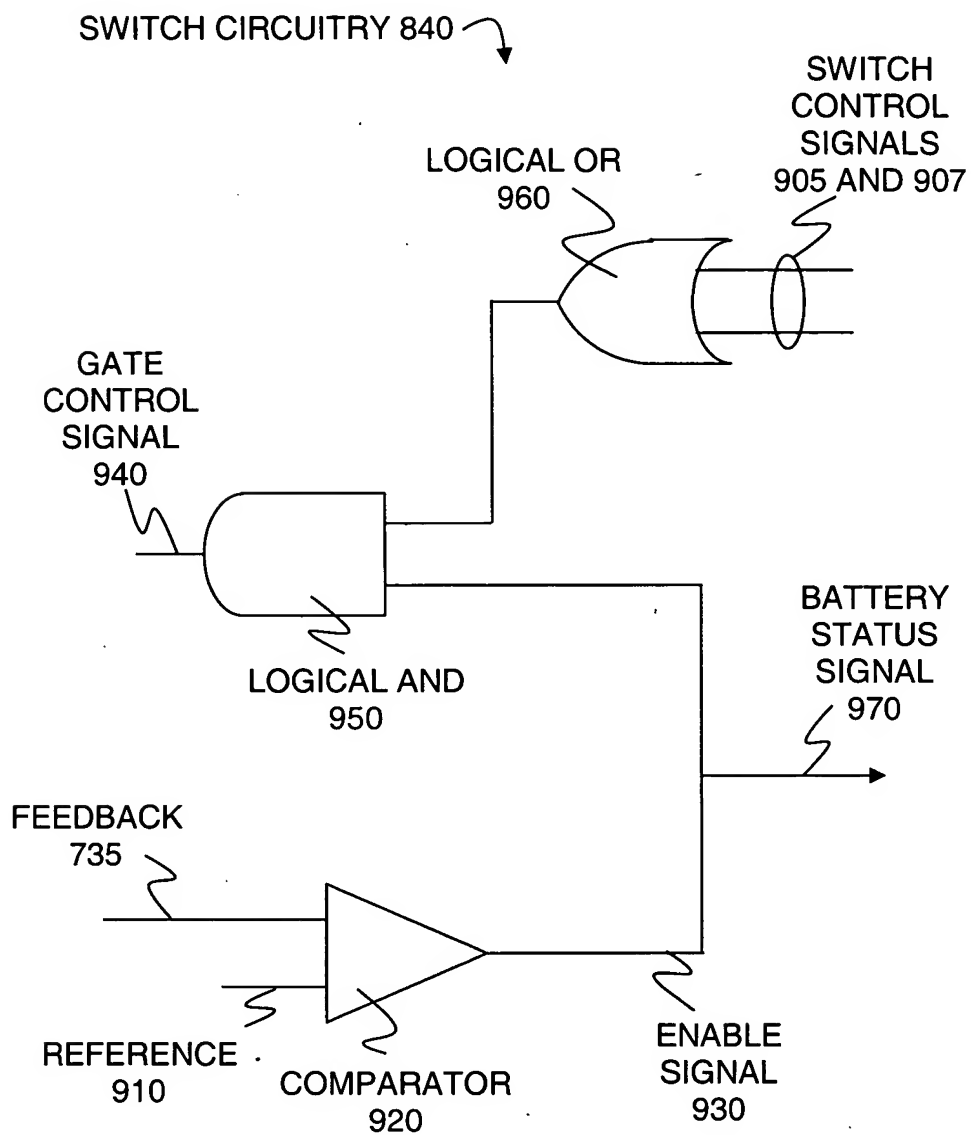 SWITCH CIRCUITRY 840
SWITCH
CONTROL
SIGNALS
905 AND 907
LOGICAL OR
960
GATE
CONTROL
SIGNAL
940
LOGICAL AND
950
BATTERY
STATUS
SIGNAL
970
FEEDBACK
735
REFERENCE
910
COMPARATOR
920
ENABLE
SIGNAL
930